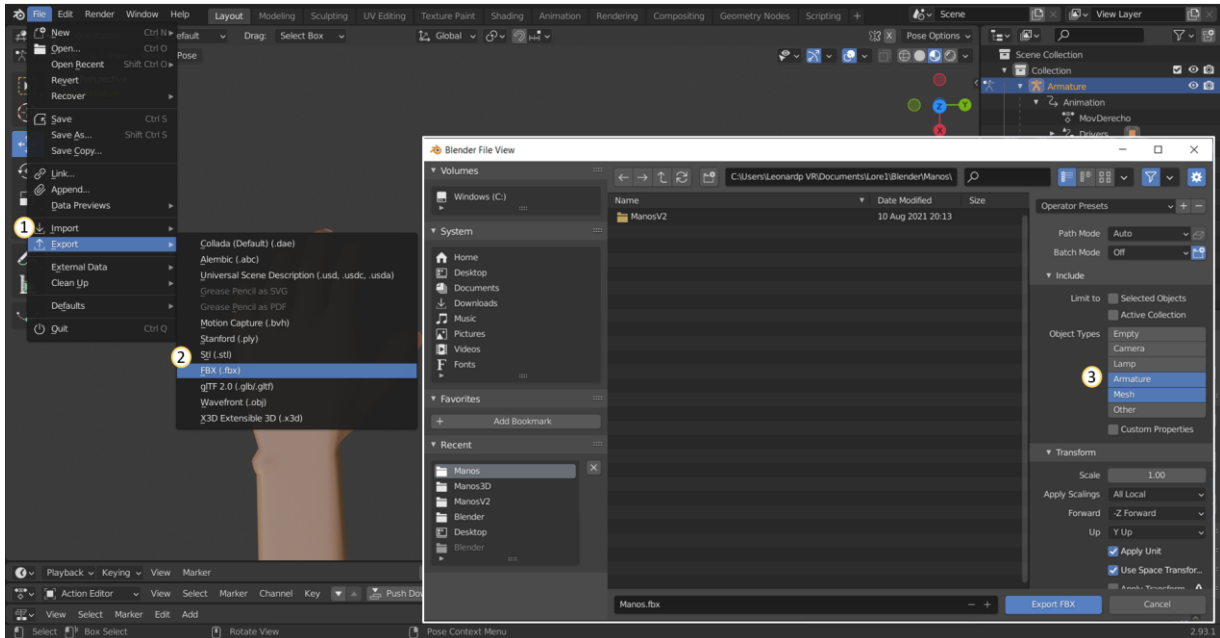 File Edit Render Window Help Layout Modeling Sculpting UV Editing Texture Paint Shading Animation Rendering Compositing Geometry Nodes Scripting + Scene View Layer
New Ctrl N
Open... Ctrl O
Open Recent Shift Ctrl O
Revert
Recover
Save Ctrl S
Save As... Shift Ctrl S
Save Copy...
Link...
Append...
Data Previews
1 Import
Export
External Data
Clean Up
Defaults
Quit Ctrl Q
efault Drag: Select Box Global Pose Options
Pose
X
Z Y
X
Scene Collection
Collection
Armature
Animation
MovDerecho
Drivers
Collada (Default) (.dae)
Alembic (.abc)
Universal Scene Description (.usd, .usdc, .usda)
Grease Pencil as SVG
Grease Pencil as PDF
Motion Capture (.bvh)
Stanford (.ply)
2 Stl (.stl)
FBX (.fbx)
glTF 2.0 (.glb/.gltf)
Wavefront (.obj)
X3D Extensible 3D (.x3d)
Blender File View
Volumes
Windows (C:)
System
Home
Desktop
Documents
Downloads
Music
Pictures
Videos
Fonts
Favorites
+ Add Bookmark
Recent
Manos
Manos3D
ManosV2
Blender
Desktop
Blender
C:\Users\Leonardp VR\Documents\Lore1\Blender\Manos\
Name Date Modified Size
ManosV2 10 Aug 2021 20:13
Operator Presets + −
Path Mode Auto
Batch Mode Off
Include
Limit to Selected Objects
Active Collection
Object Types Empty
Camera
Lamp
3 Armature
Mesh
Other
Custom Properties
Transform
Scale 1.00
Apply Scalings All Local
Forward -Z Forward
Up Y Up
Apply Unit
Use Space Transfor...
Apply Transform
Manos.fbx − + Export FBX Cancel
Playback Keying View Marker
Action Editor View Select Marker Channel Key Push Dow
View Select Marker Edit Add
Select Box Select Rotate View Pose Context Menu 2.93.1